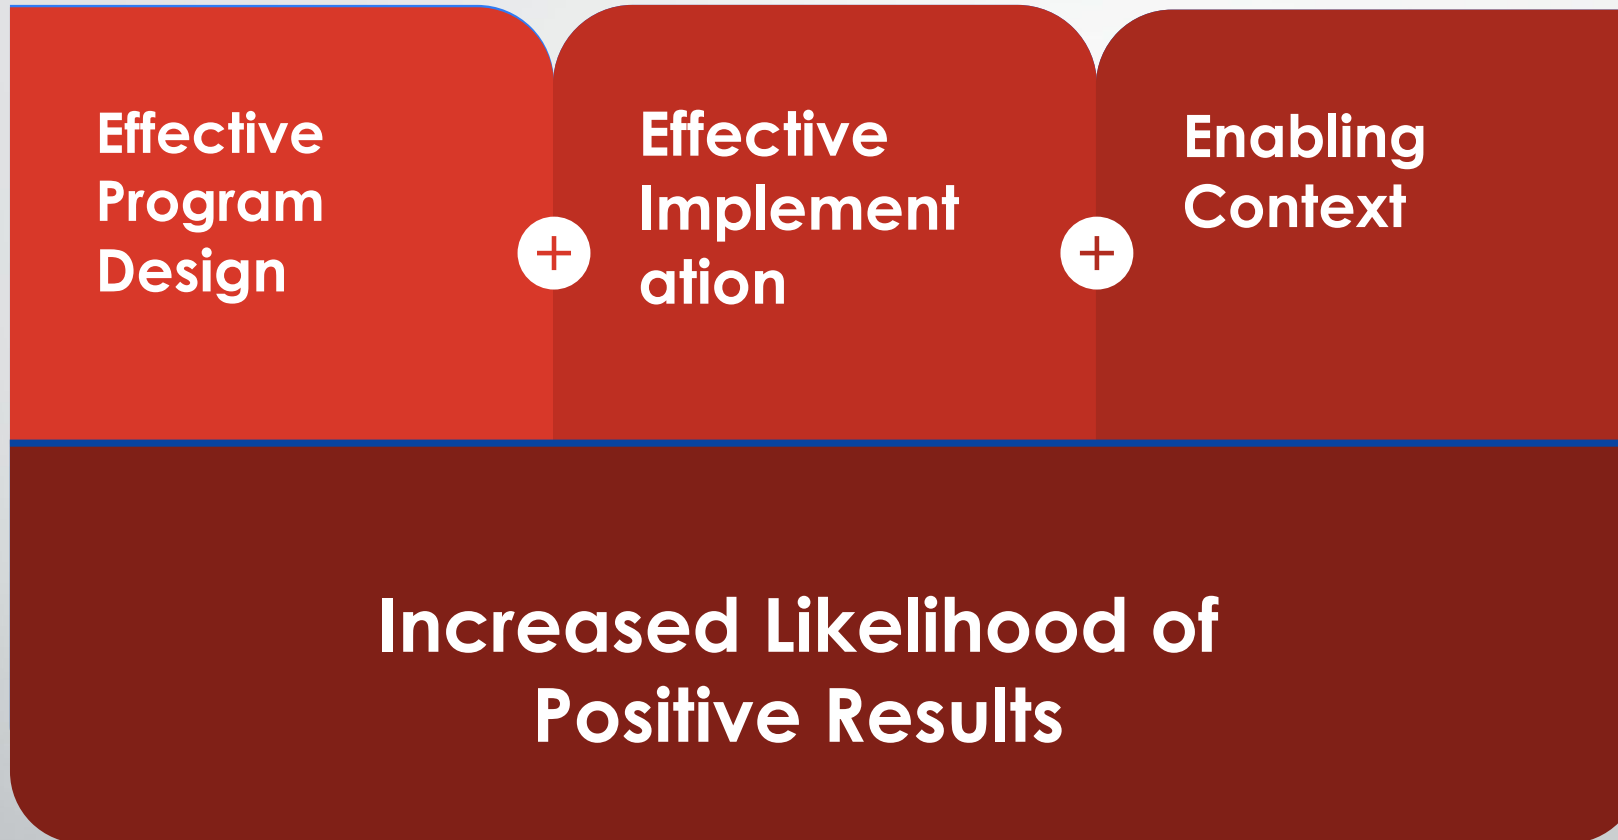 Effective
Program
Design
+
Effective
Implement
ation
+
Enabling
Context
Increased Likelihood of
Positive Results